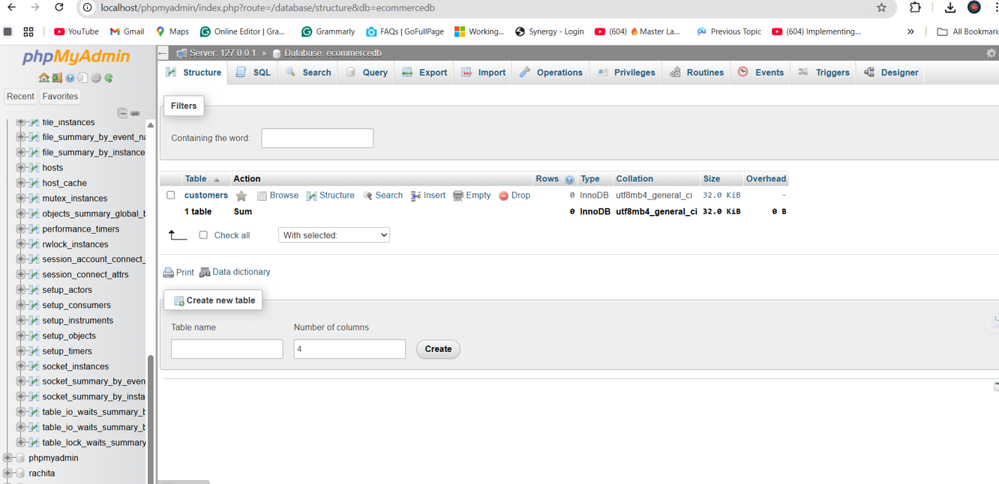 localhost/phpmyadmin/index.php?route=/database/structure&db=ecommercedb
YouTube Gmail Maps Online Editor | Gra... Grammarly FAQs | GoFullPage Working... Synergy - Login (604) 🔥 Master La... Previous Topic (604) Implementing... » All Bookmark
phpMyAdmin
Recent Favorites
file_instances
file_summary_by_event_na
file_summary_by_instance
hosts
host_cache
mutex_instances
objects_summary_global_b
performance_timers
rwlock_instances
session_account_connect_
session_connect_attrs
setup_actors
setup_consumers
setup_instruments
setup_objects
setup_timers
socket_instances
socket_summary_by_even
socket_summary_by_insta
table_io_waits_summary_b
table_io_waits_summary_b
table_lock_waits_summary
phpmyadmin
rachita
Server: 127.0.0.1 » Database: ecommercedb
Structure SQL Search Query Export Import Operations Privileges Routines Events Triggers Designer
Filters
Containing the word:
Table Action Rows Type Collation Size Overhead
customers Browse Structure Search Insert Empty Drop 0 InnoDB utf8mb4_general_ci 32.0 KiB -
1 table Sum 0 InnoDB utf8mb4_general_ci 32.0 KiB 0 B
Check all With selected:
Print Data dictionary
Create new table
Table name Number of columns
4 Create